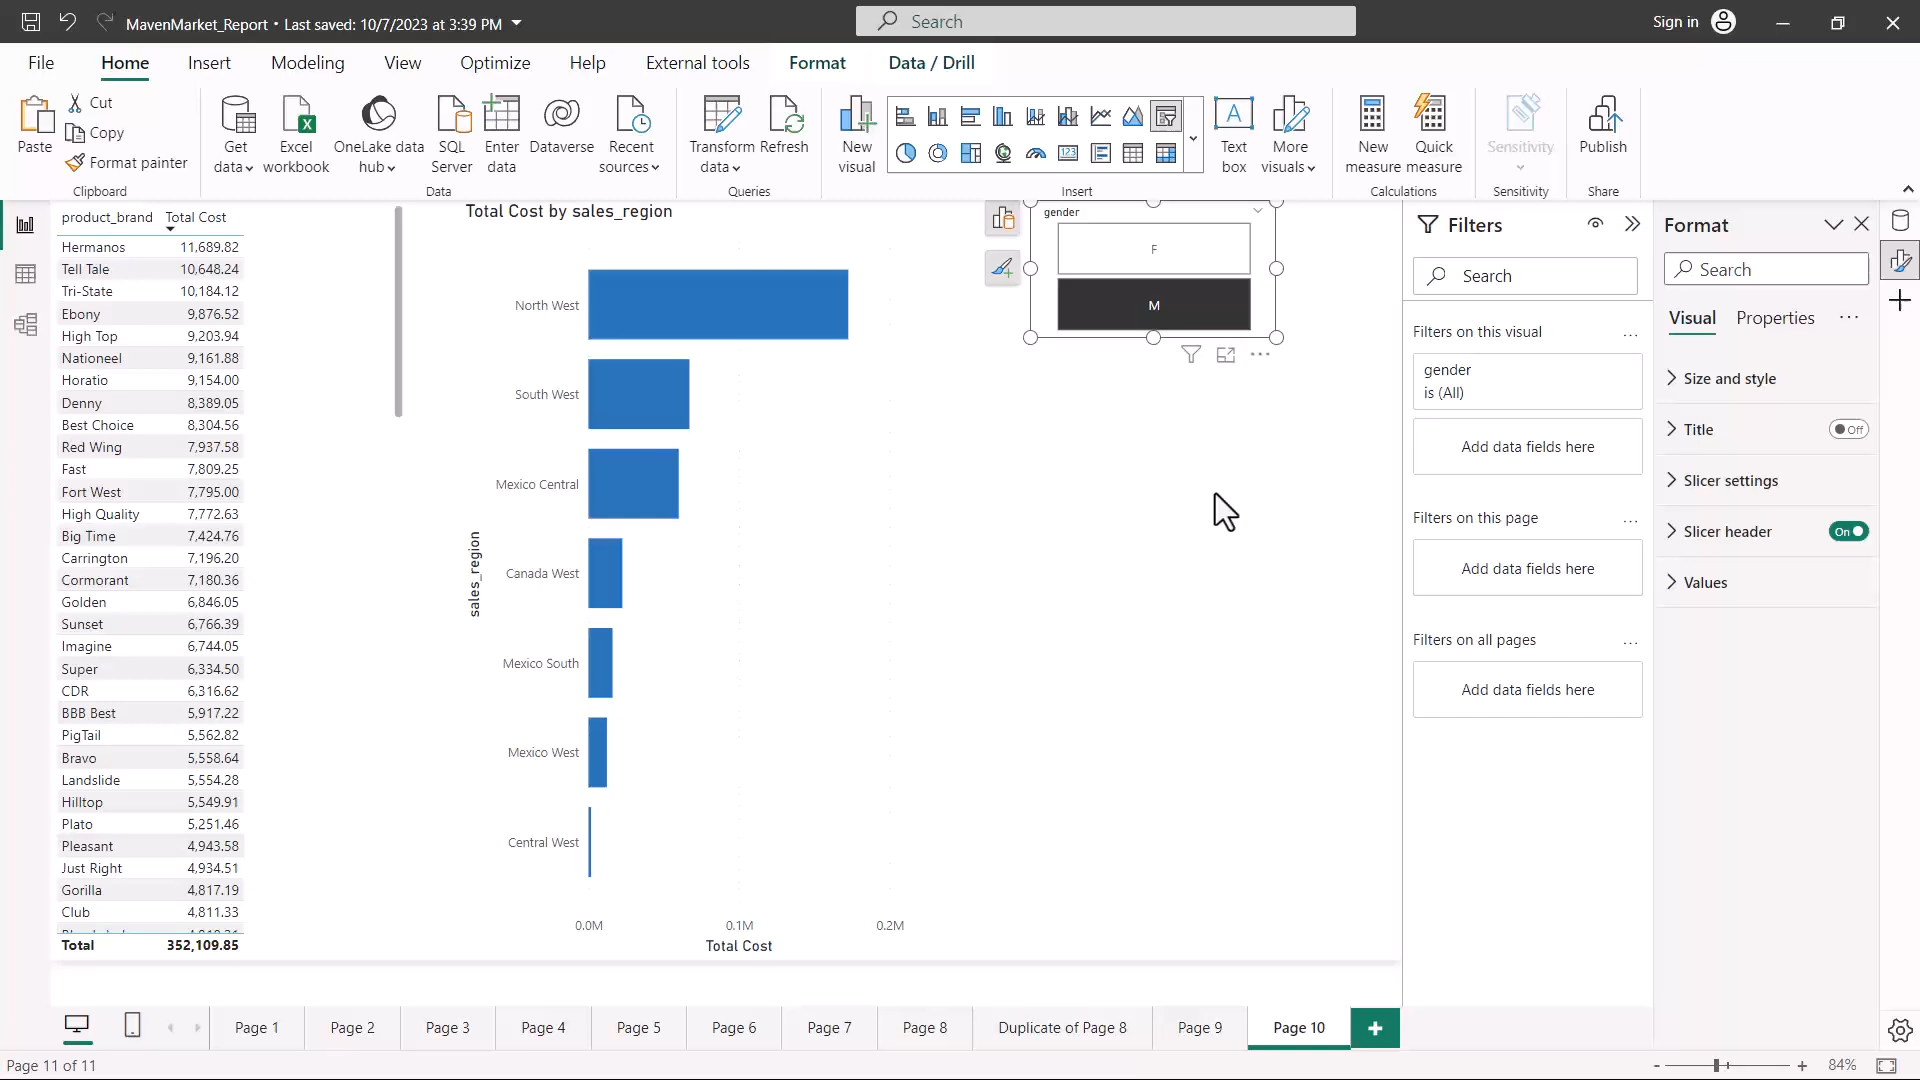 MavenMarket_Report • Last saved: 10/7/2023 at 3:39 PM
Search
Sign in
File
Home
Insert
Modeling
View
Optimize
Help
External tools
Format
Data / Drill
Paste
Cut
Copy
Format painter
Clipboard
Get data
Excel workbook
OneLake data hub
SQL Server
Enter data
Dataverse
Recent sources
Data
Transform data
Refresh
Queries
New visual
Text box
More visuals
Insert
New measure
Quick measure
Calculations
Sensitivity
Sensitivity
Publish
Share
product_brand Total Cost
Hermanos 11,689.82
Tell Tale 10,648.24
Tri-State 10,184.12
Ebony 9,876.52
High Top 9,203.94
Nationeel 9,161.88
Horatio 9,154.00
Denny 8,389.05
Best Choice 8,304.56
Red Wing 7,937.58
Fast 7,809.25
Fort West 7,795.00
High Quality 7,772.63
Big Time 7,424.76
Carrington 7,196.20
Cormorant 7,180.36
Golden 6,846.05
Sunset 6,766.39
Imagine 6,744.05
Super 6,334.50
CDR 6,316.62
BBB Best 5,917.22
PigTail 5,562.82
Bravo 5,558.64
Landslide 5,554.28
Hilltop 5,549.91
Plato 5,251.46
Pleasant 4,943.58
Just Right 4,934.51
Gorilla 4,817.19
Club 4,811.33
Total 352,109.85
Total Cost by sales_region
sales_region
North West
South West
Mexico Central
Canada West
Mexico South
Mexico West
Central West
0.0M 0.1M 0.2M
Total Cost
gender
F
M
Filters
Search
Filters on this visual
gender
is (All)
Add data fields here
Filters on this page
Add data fields here
Filters on all pages
Add data fields here
Format
Search
Visual
Properties
Size and style
Title Off
Slicer settings
Slicer header On
Values
Page 1
Page 2
Page 3
Page 4
Page 5
Page 6
Page 7
Page 8
Duplicate of Page 8
Page 9
Page 10
Page 11 of 11
84%